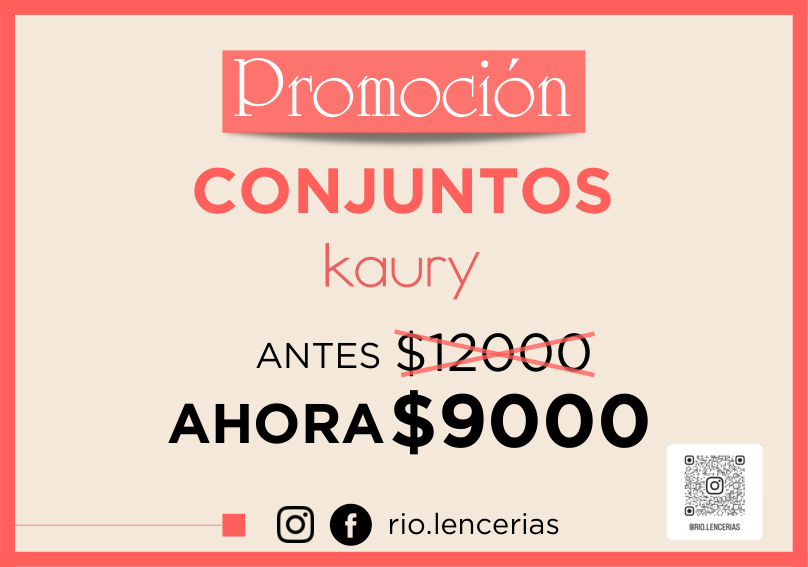 Promoción
CONJUNTOS
kaury
ANTES $12000
AHORA $9000
rio.lencerias
@RIO.LENCERIAS